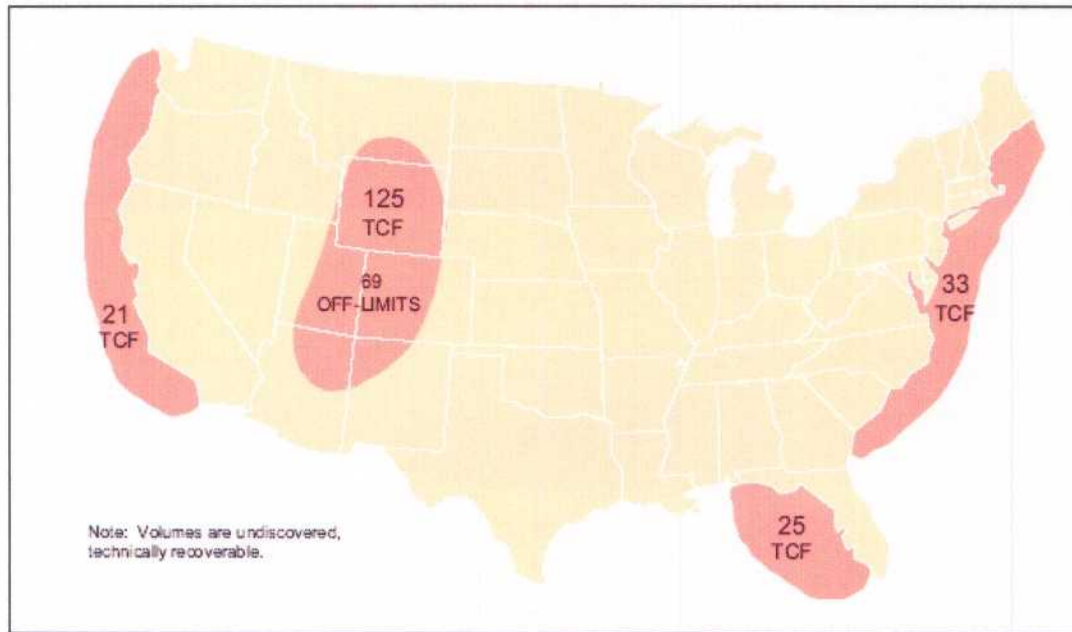 125
TCF
69
OFF-LIMITS
21
TCF
33
TCF
25
TCF
Note: Volumes are undiscovered,
technically recoverable.